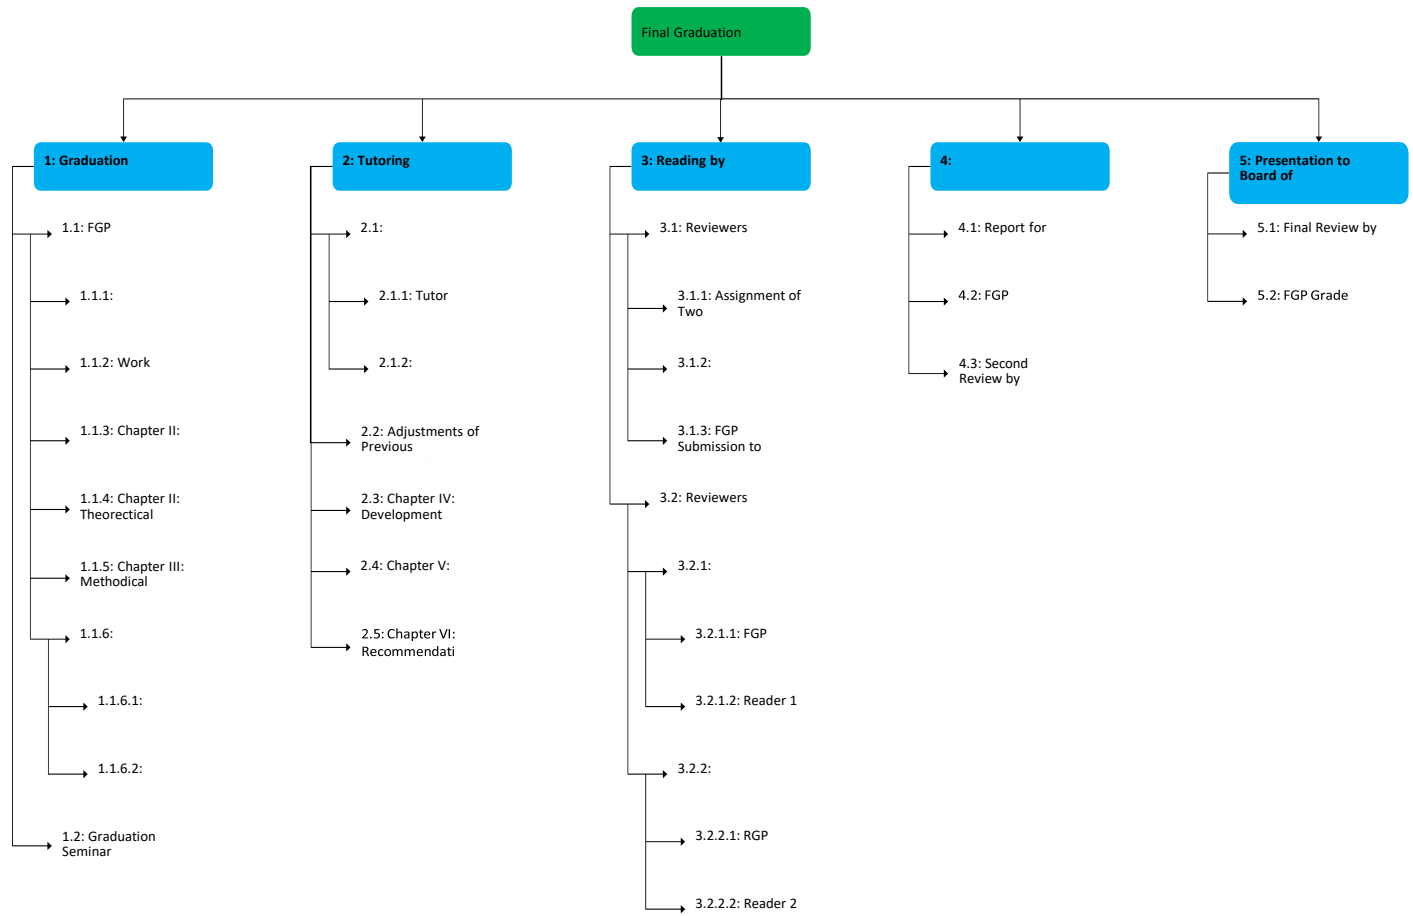 Final Graduation
1: Graduation
2: Tutoring
3: Reading by
4:
5: Presentation to
Board of
1.1: FGP
1.1.1:
1.1.2: Work
1.1.3: Chapter II:
1.1.4: Chapter II:
Theorectical
1.1.5: Chapter III:
Methodical
1.1.6:
1.1.6.1:
1.1.6.2:
1.2: Graduation
Seminar
2.1:
2.1.1: Tutor
2.1.2:
2.2: Adjustments of
Previous
2.3: Chapter IV:
Development
2.4: Chapter V:
2.5: Chapter VI:
Recommendati
3.1: Reviewers
3.1.1: Assignment of
Two
3.1.2:
3.1.3: FGP
Submission to
3.2: Reviewers
3.2.1:
3.2.1.1: FGP
3.2.1.2: Reader 1
3.2.2:
3.2.2.1: RGP
3.2.2.2: Reader 2
4.1: Report for
4.2: FGP
4.3: Second
Review by
5.1: Final Review by
5.2: FGP Grade